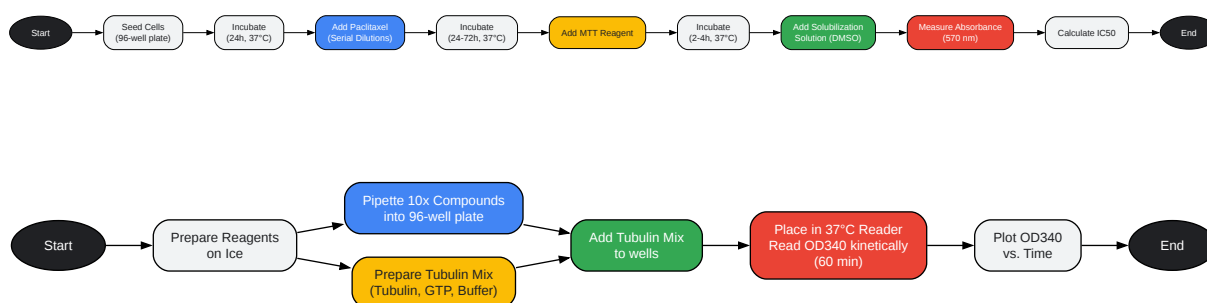 Start
Seed Cells
(96-well plate)
Incubate
(24h, 37°C)
Add Paclitaxel
(Serial Dilutions)
Incubate
(24-72h, 37°C)
Add MTT Reagent
Incubate
(2-4h, 37°C)
Add Solubilization
Solution (DMSO)
Measure Absorbance
(570 nm)
Calculate IC50
End
Start
Prepare Reagents
on Ice
Pipette 10x Compounds
into 96-well plate
Prepare Tubulin Mix
(Tubulin, GTP, Buffer)
Add Tubulin Mix
to wells
Place in 37°C Reader
Read OD340 kinetically
(60 min)
Plot OD340
vs. Time
End